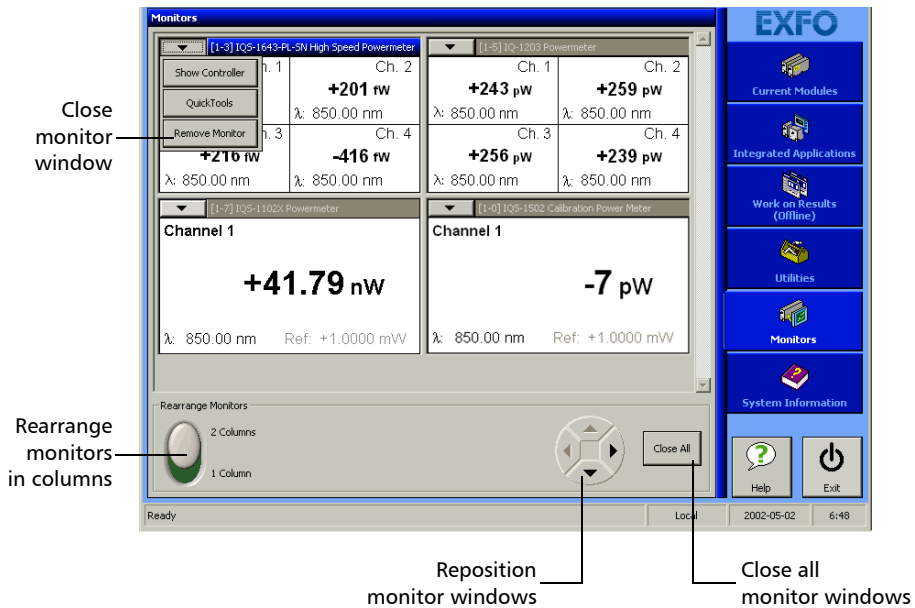 Monitors
EXFO
[1-3] IQS-1643-PL-SN High Speed Powermeter
[1-5] IQ-1203 Powermeter
Show Controller
QuickTools
Remove Monitor
h. 1
Ch. 2
+201 fW
λ: 850.00 nm
h. 3
Ch. 4
+216 fW
-416 fW
λ: 850.00 nm
λ: 850.00 nm
Ch. 1
Ch. 2
+243 pW
+259 pW
λ: 850.00 nm
λ: 850.00 nm
Ch. 3
Ch. 4
+256 pW
+239 pW
λ: 850.00 nm
λ: 850.00 nm
[1-7] IQS-1102X Powermeter
Channel 1
+41.79 nW
λ: 850.00 nm
Ref: +1.0000 mW
[1-0] IQS-1502 Calibration Power Meter
Channel 1
-7 pW
λ: 850.00 nm
Ref: +1.0000 mW
Rearrange Monitors
2 Columns
1 Column
Close All
Current Modules
Integrated Applications
Work on Results
(Offline)
Utilities
Monitors
System Information
Help
Exit
Ready
Local
2002-05-02
6:48
Close
monitor
window
Rearrange
monitors
in columns
Reposition
monitor windows
Close all
monitor windows